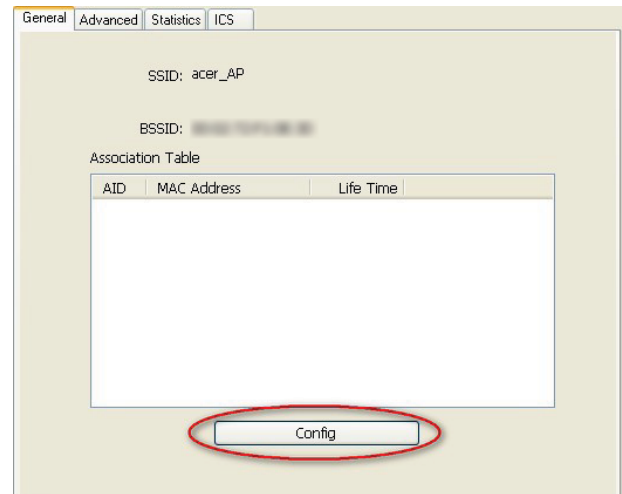 General Advanced Statistics ICS
SSID: acer_AP
BSSID:
Association Table
AID MAC Address Life Time
Config